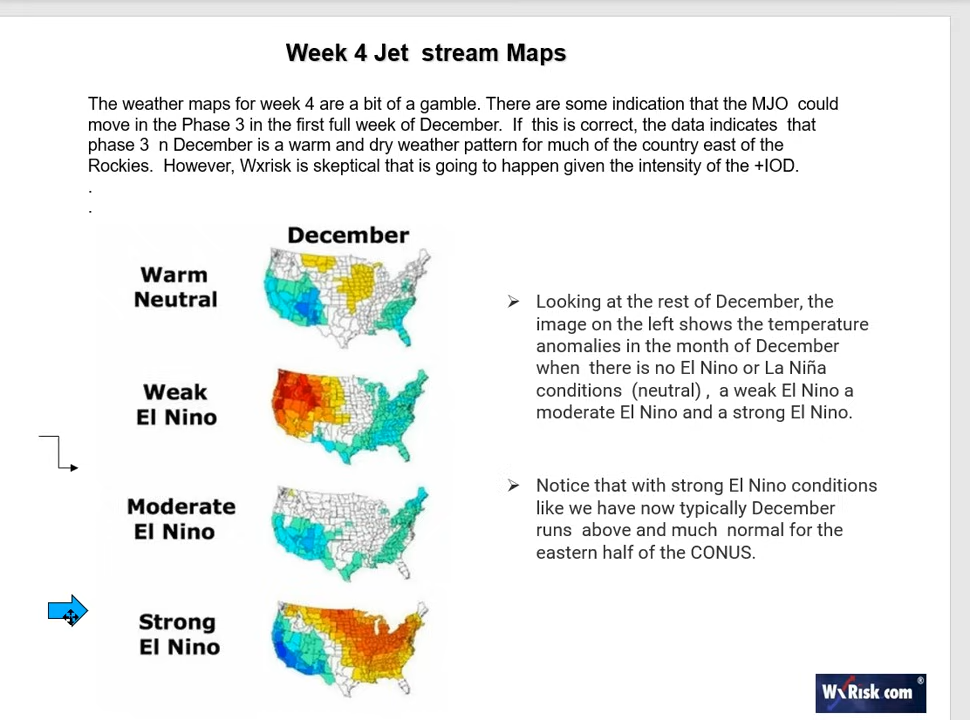 Week 4 Jet stream Maps
The weather maps for week 4 are a bit of a gamble. There are some indication that the MJO could
move in the Phase 3 in the first full week of December. If this is correct, the data indicates that
phase 3 n December is a warm and dry weather pattern for much of the country east of the
Rockies. However, Wxrisk is skeptical that is going to happen given the intensity of the +IOD.
.
.
December
Warm
Neutral
Weak
El Nino
Moderate
El Nino
Strong
El Nino
➢ Looking at the rest of December, the
image on the left shows the temperature
anomalies in the month of December
when there is no El Nino or La Niña
conditions (neutral) , a weak El Nino a
moderate El Nino and a strong El Nino.
➢ Notice that with strong El Nino conditions
like we have now typically December
runs above and much normal for the
eastern half of the CONUS.
WxRisk com ®